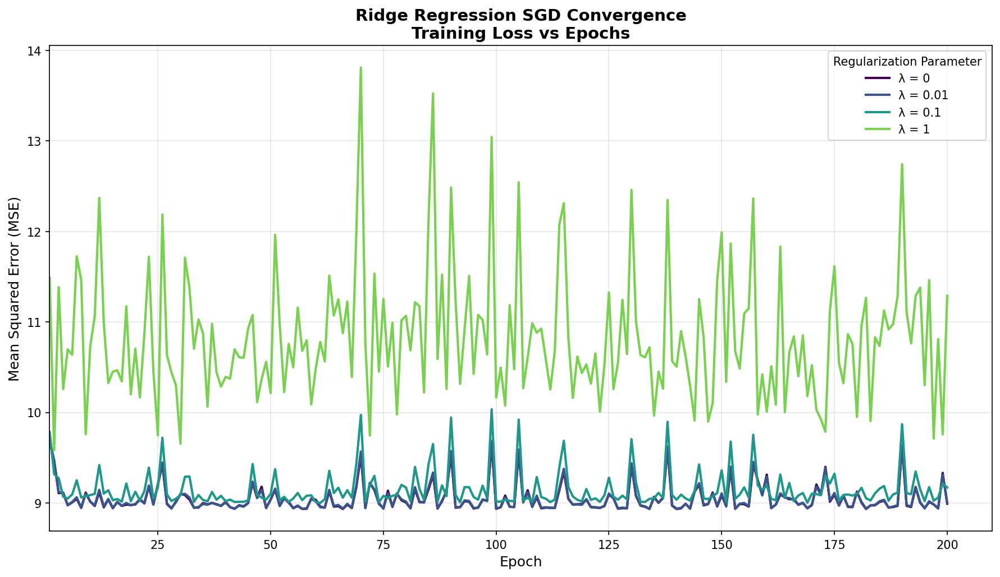 Ridge Regression SGD Convergence
Training Loss vs Epochs
Mean Squared Error (MSE)
14
13
12
11
10
9
Regularization Parameter
λ = 0
λ = 0.01
λ = 0.1
λ = 1
25
50
75
100
125
150
175
200
Epoch